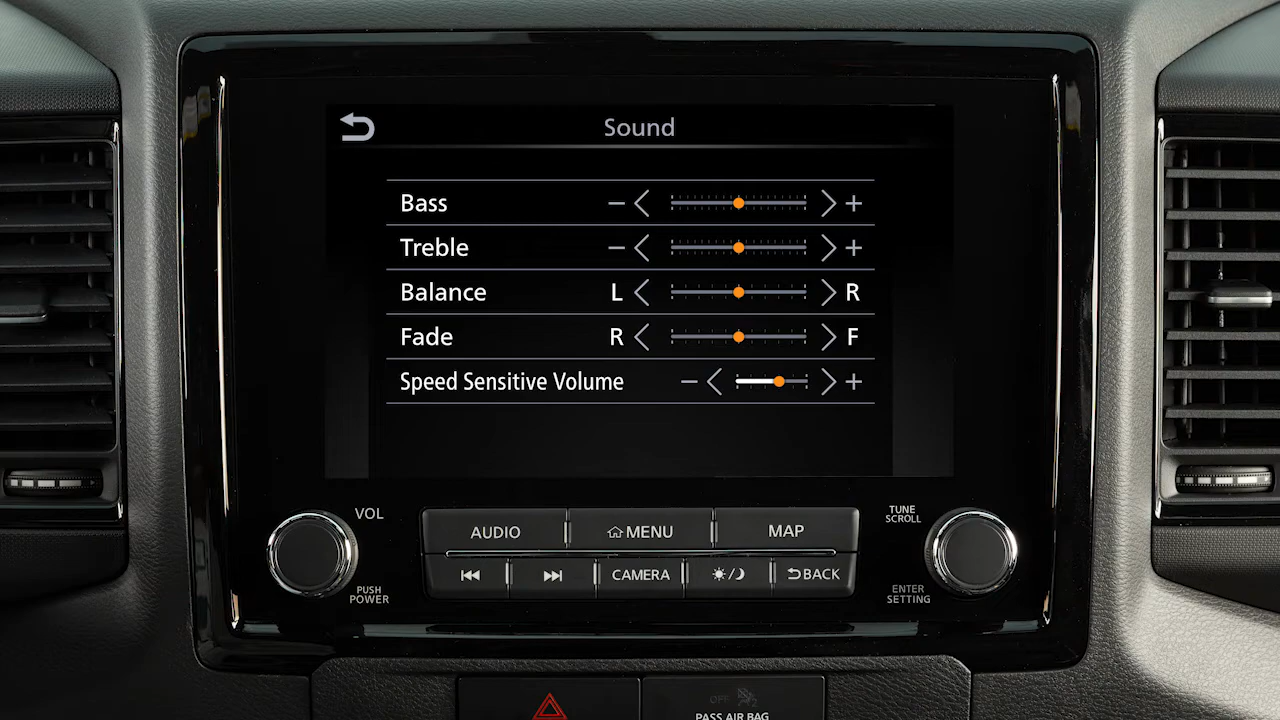 Sound
Bass − +
Treble − +
Balance L R
Fade R F
Speed Sensitive Volume − +
VOL
PUSH
POWER
AUDIO
MENU
MAP
CAMERA
BACK
TUNE
SCROLL
ENTER
SETTING
OFF
PASS AIR BAG